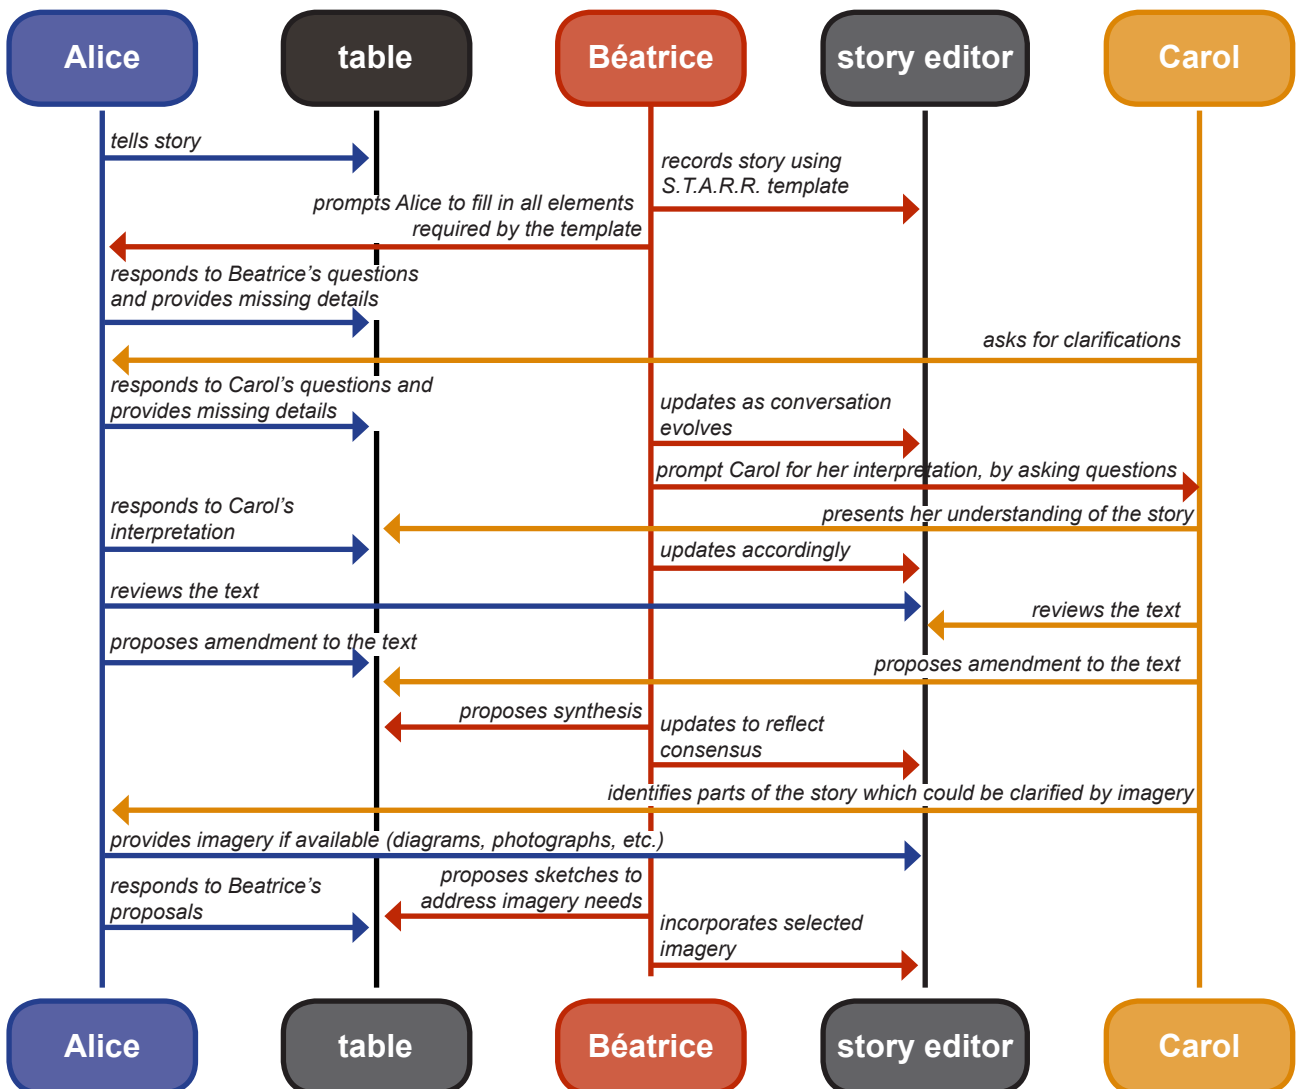 Alice
table
Béatrice
story editor
Carol
tells story
records story using
S.T.A.R.R. template
prompts Alice to fill in all elements
required by the template
responds to Beatrice's questions
and provides missing details
asks for clarifications
responds to Carol's questions and
provides missing details
updates as conversation
evolves
prompt Carol for her interpretation, by asking questions
responds to Carol's
interpretation
presents her understanding of the story
updates accordingly
reviews the text
reviews the text
proposes amendment to the text
proposes amendment to the text
proposes synthesis
updates to reflect
consensus
identifies parts of the story which could be clarified by imagery
provides imagery if available (diagrams, photographs, etc.)
proposes sketches to
address imagery needs
responds to Beatrice's
proposals
incorporates selected
imagery
Alice
table
Béatrice
story editor
Carol